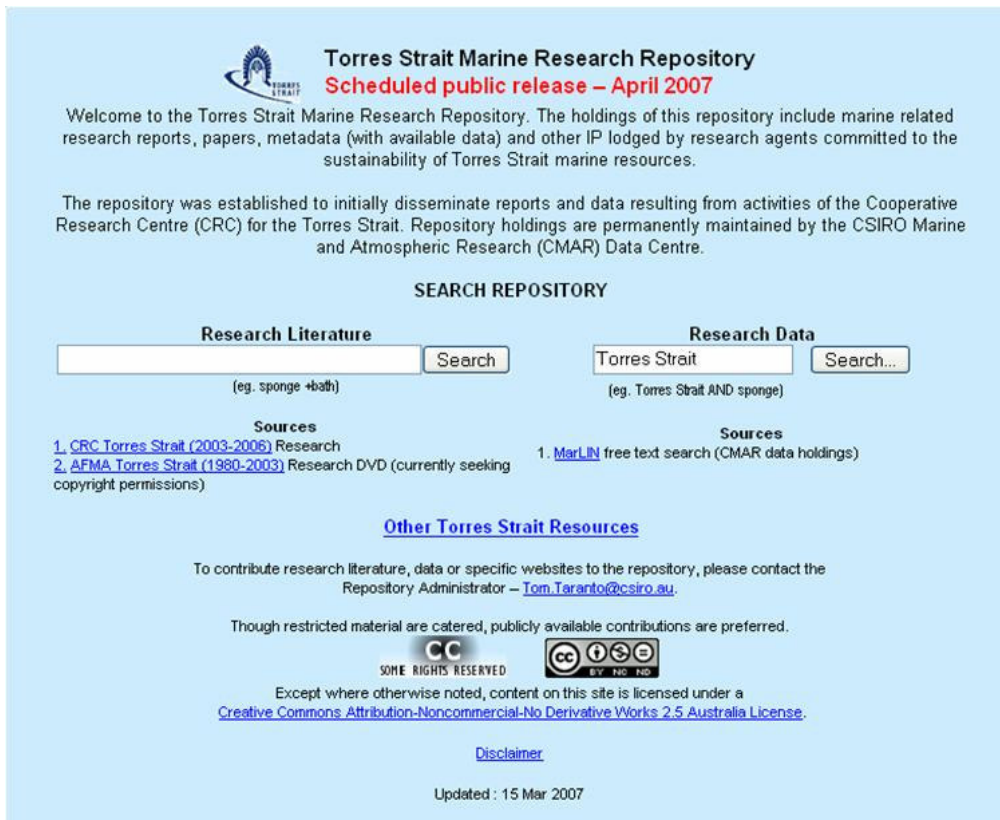 TORRES
STRAIT
Torres Strait Marine Research Repository
Scheduled public release – April 2007
Welcome to the Torres Strait Marine Research Repository. The holdings of this repository include marine related
research reports, papers, metadata (with available data) and other IP lodged by research agents committed to the
sustainability of Torres Strait marine resources.
The repository was established to initially disseminate reports and data resulting from activities of the Cooperative
Research Centre (CRC) for the Torres Strait. Repository holdings are permanently maintained by the CSIRO Marine
and Atmospheric Research (CMAR) Data Centre.
SEARCH REPOSITORY
Research Literature
Search
(eg. sponge +bath)
Sources
1. CRC Torres Strait (2003-2006) Research
2. AFMA Torres Strait (1980-2003) Research DVD (currently seeking
copyright permissions)
Research Data
Torres Strait Search...
(eg. Torres Strait AND sponge)
Sources
1. MarLIN free text search (CMAR data holdings)
Other Torres Strait Resources
To contribute research literature, data or specific websites to the repository, please contact the
Repository Administrator – Tom.Taranto@csiro.au.
Though restricted material are catered, publicly available contributions are preferred.
CC
SOME RIGHTS RESERVED
cc
BY NC ND
Except where otherwise noted, content on this site is licensed under a
Creative Commons Attribution-Noncommercial-No Derivative Works 2.5 Australia License.
Disclaimer
Updated : 15 Mar 2007